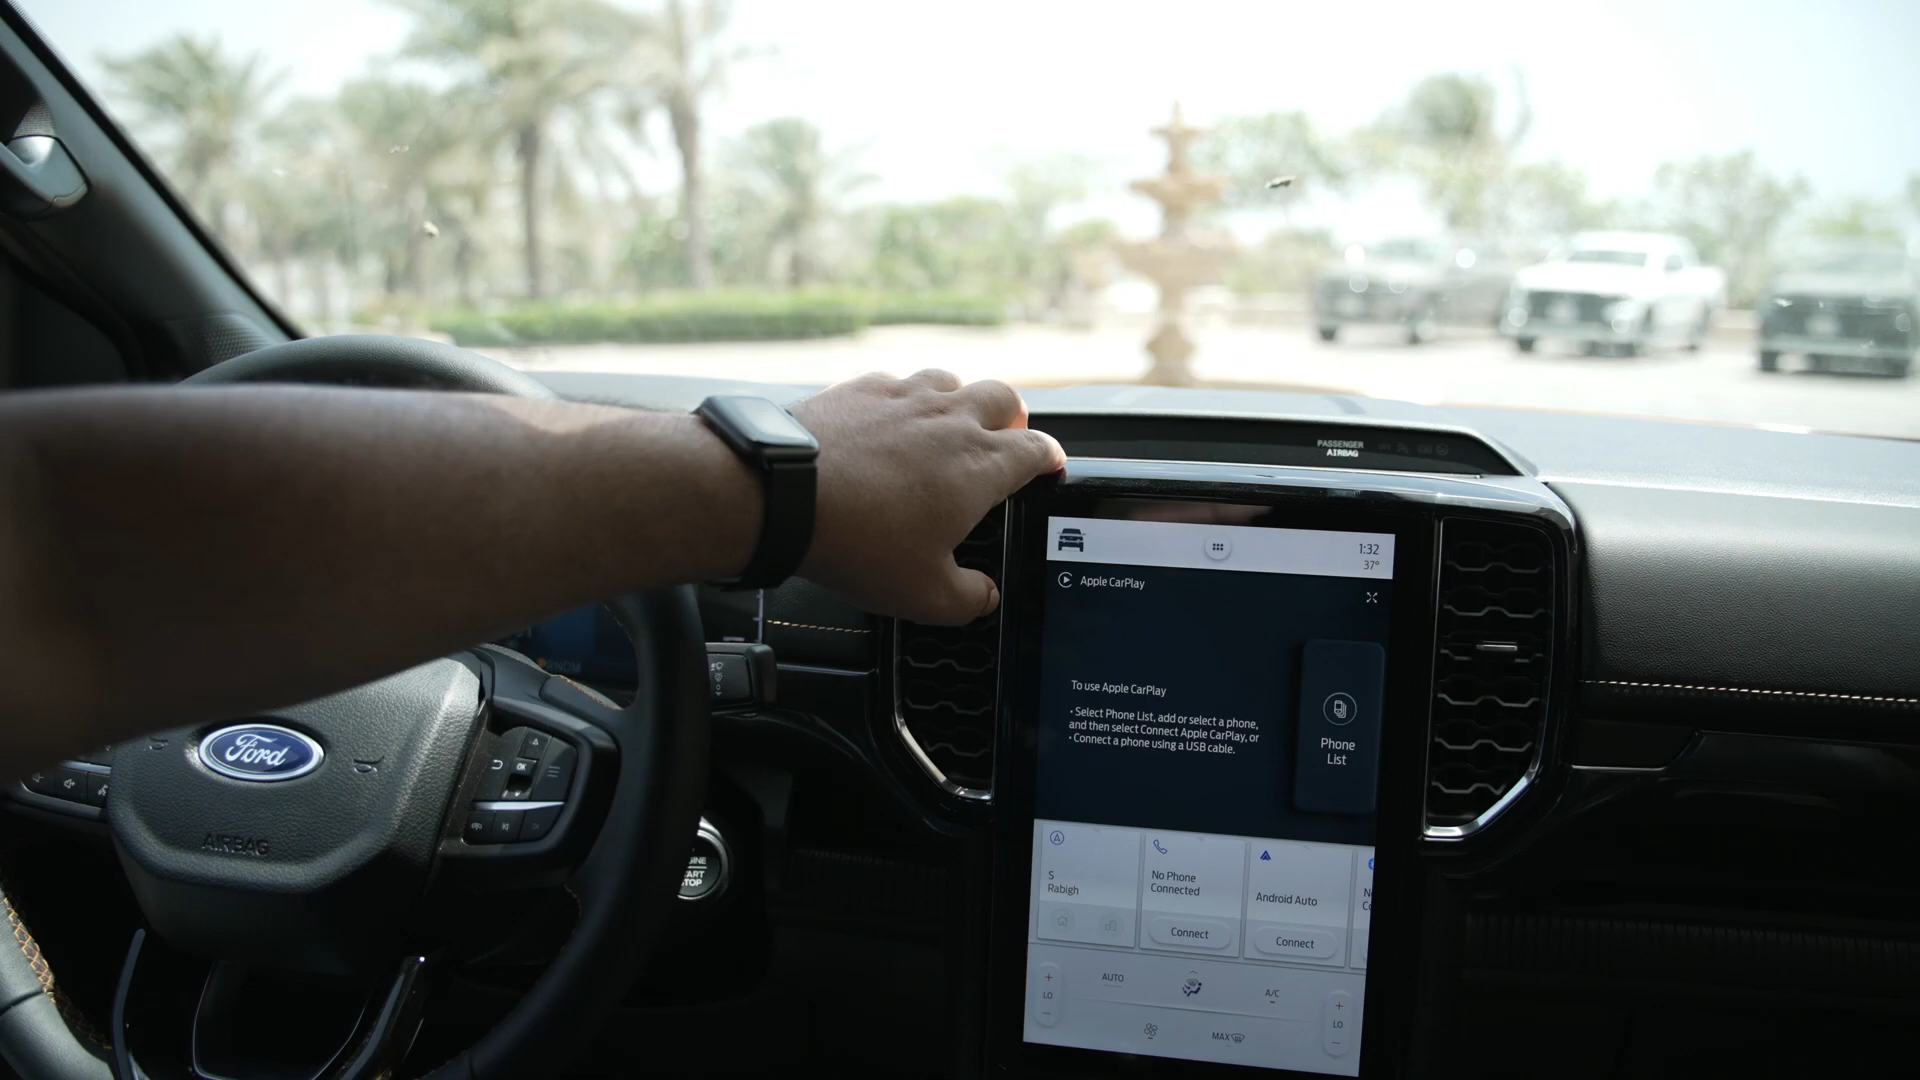 PASSENGER
AIRBAG
1:32
37°
Apple CarPlay
To use Apple CarPlay
• Select Phone List, add or select a phone,
and then select Connect Apple CarPlay, or
• Connect a phone using a USB cable.
Phone
List
S
Rabigh
No Phone
Connected
Connect
Android Auto
Connect
AUTO
A/C
LO
LO
MAX
Ford
OK
AIRBAG